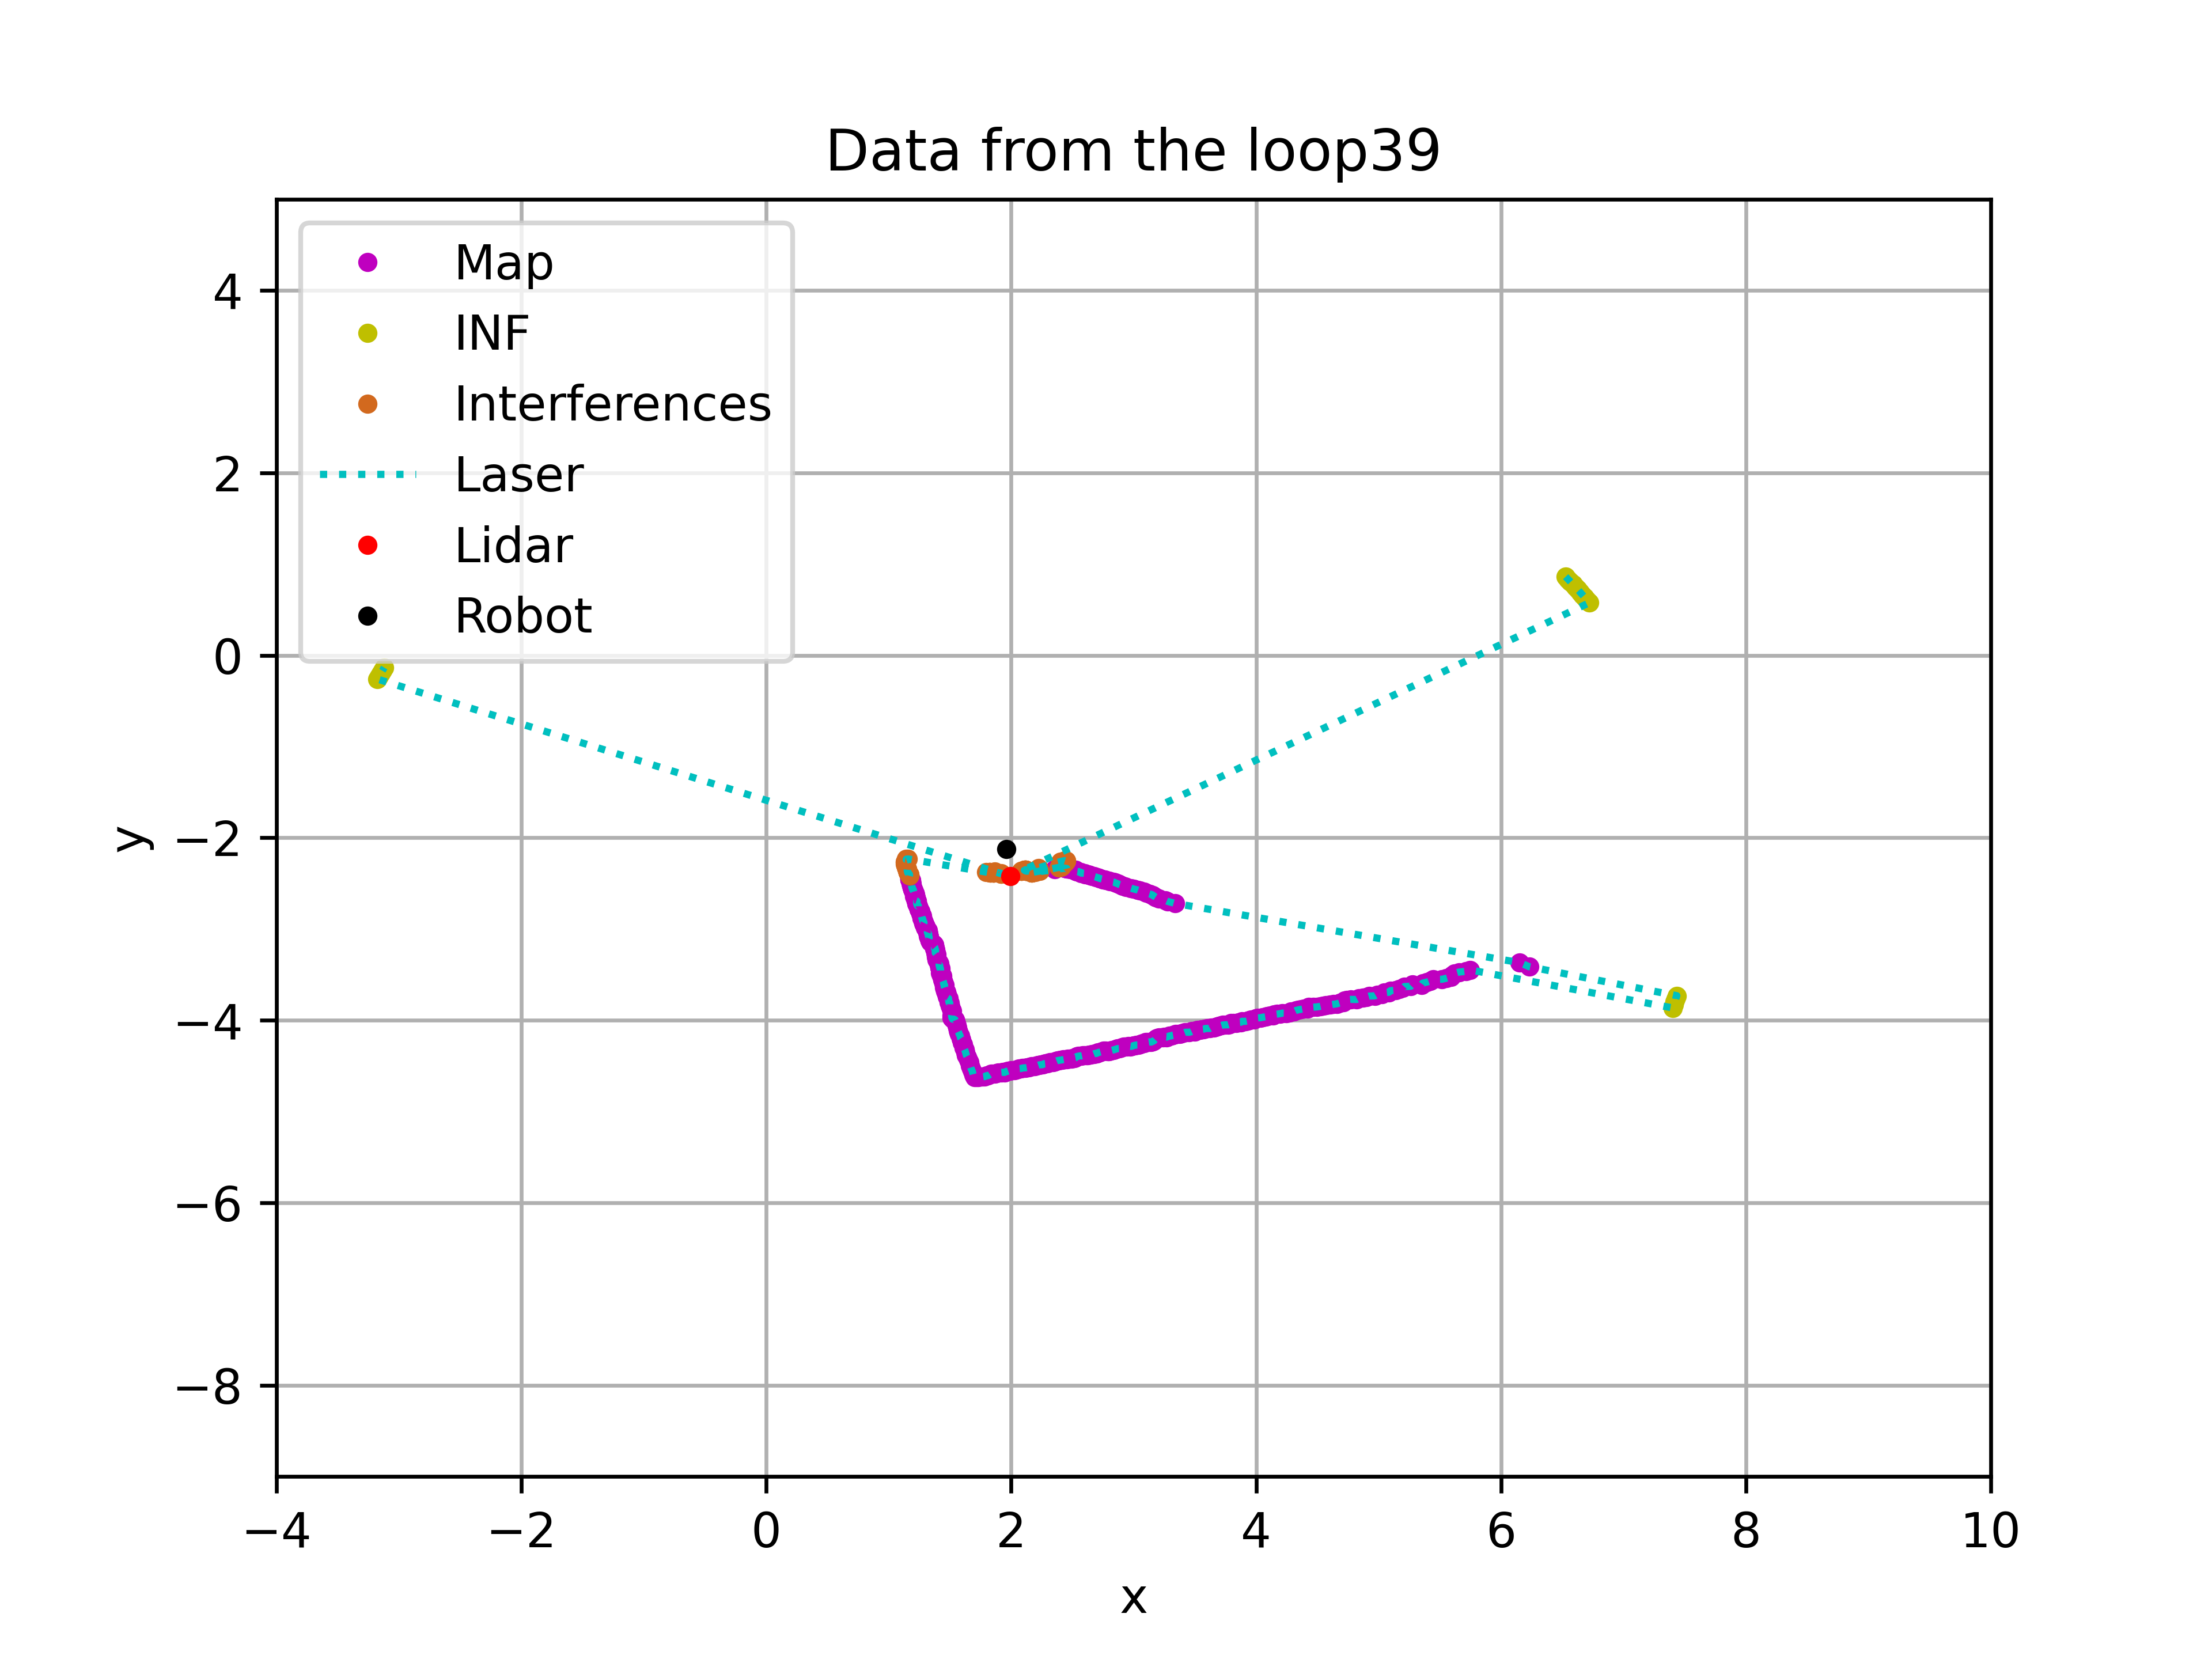 Data from the loop39
Map
INF
Interferences
Laser
Lidar
Robot
4
2
0
−2
−4
−6
−8
y
−4 −2 0 2 4 6 8 10
x